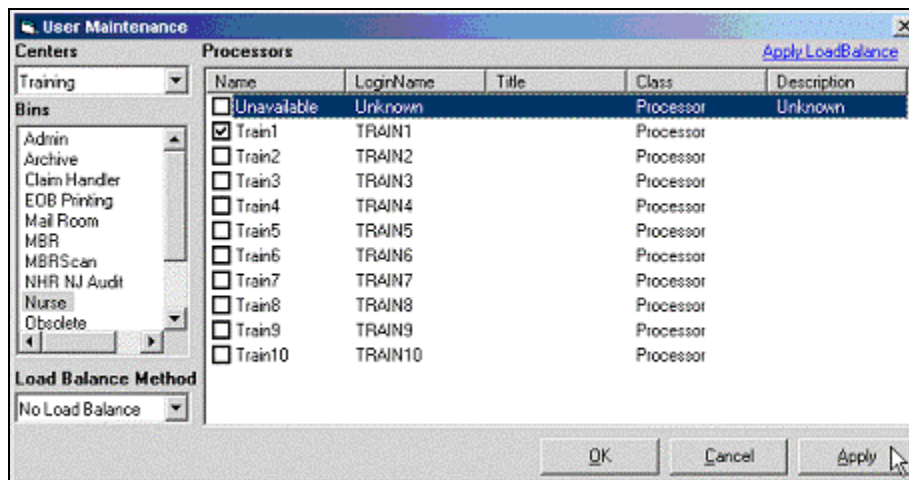 User Maintenance
Centers
Training
Bins
Admin
Archive
Claim Handler
EOB Printing
Mail Room
MBR
MBRScan
NHR NJ Audit
Nurse
Obsolete
Load Balance Method
No Load Balance
Processors
Apply LoadBalance
Name LoginName Title Class Description
Unavailable Unknown Processor Unknown
Train1 TRAIN1 Processor
Train2 TRAIN2 Processor
Train3 TRAIN3 Processor
Train4 TRAIN4 Processor
Train5 TRAIN5 Processor
Train6 TRAIN6 Processor
Train7 TRAIN7 Processor
Train8 TRAIN8 Processor
Train9 TRAIN9 Processor
Train10 TRAIN10 Processor
OK Cancel Apply